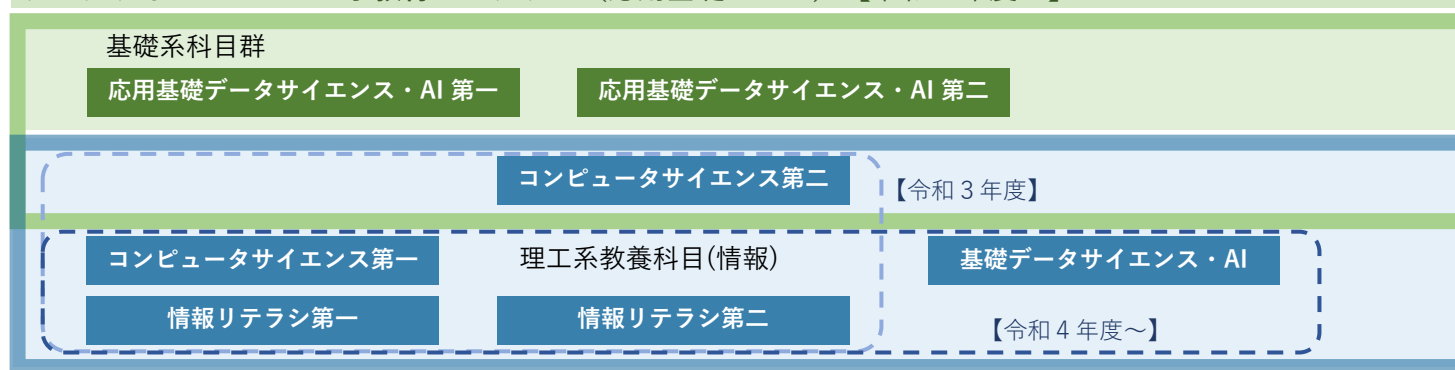 基礎系科目群
応用基礎データサイエンス・AI 第一
応用基礎データサイエンス・AI 第二
コンピュータサイエンス第二
【令和３年度】
コンピュータサイエンス第一
理工系教養科目(情報)
基礎データサイエンス・AI
情報リテラシ第一
情報リテラシ第二
【令和４年度～】